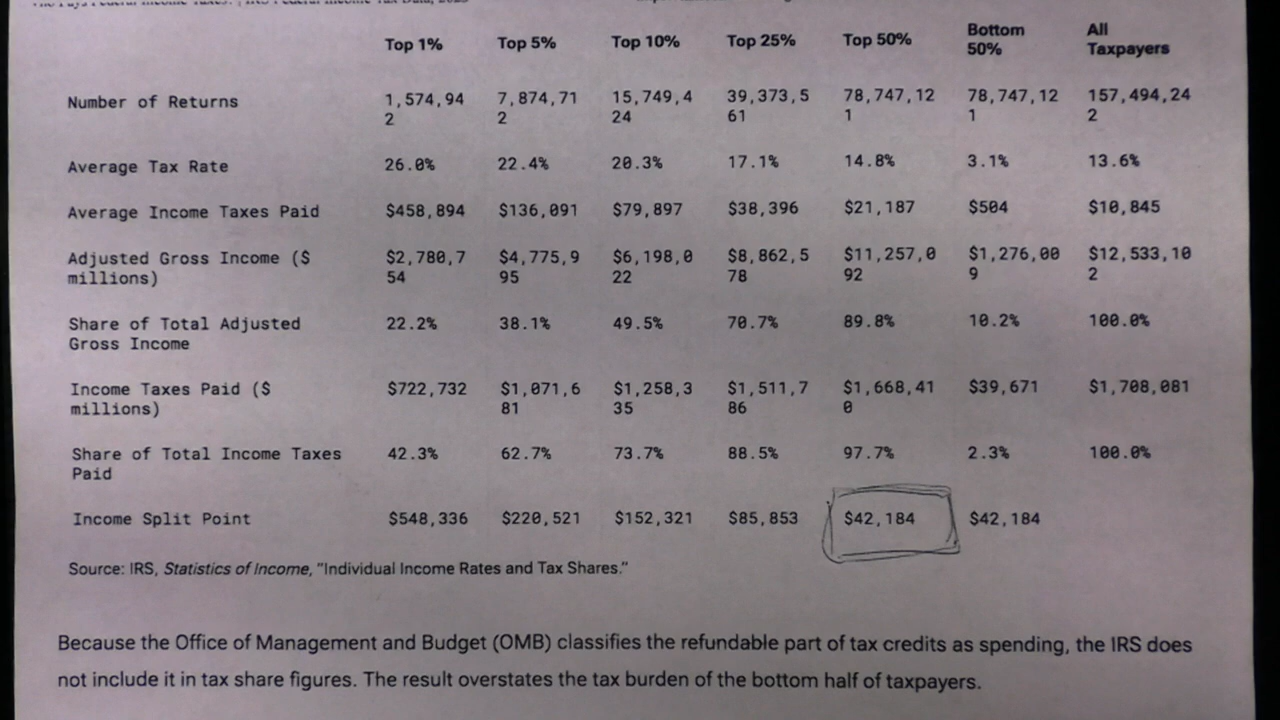 Top 1% Top 5% Top 10% Top 25% Top 50% Bottom 50% All Taxpayers
Number of Returns 1,574,942 7,874,712 15,749,424 39,373,561 78,747,121 78,747,121 157,494,242
Average Tax Rate 26.0% 22.4% 20.3% 17.1% 14.8% 3.1% 13.6%
Average Income Taxes Paid $458,894 $136,091 $79,897 $38,396 $21,187 $504 $10,845
Adjusted Gross Income ($ millions) $2,780,754 $4,775,995 $6,198,022 $8,862,578 $11,257,092 $1,276,009 $12,533,102
Share of Total Adjusted Gross Income 22.2% 38.1% 49.5% 70.7% 89.8% 10.2% 100.0%
Income Taxes Paid ($ millions) $722,732 $1,071,681 $1,258,335 $1,511,786 $1,668,410 $39,671 $1,708,081
Share of Total Income Taxes Paid 42.3% 62.7% 73.7% 88.5% 97.7% 2.3% 100.0%
Income Split Point $548,336 $220,521 $152,321 $85,853 $42,184 $42,184
Source: IRS, Statistics of Income, "Individual Income Rates and Tax Shares."
Because the Office of Management and Budget (OMB) classifies the refundable part of tax credits as spending, the IRS does
not include it in tax share figures. The result overstates the tax burden of the bottom half of taxpayers.